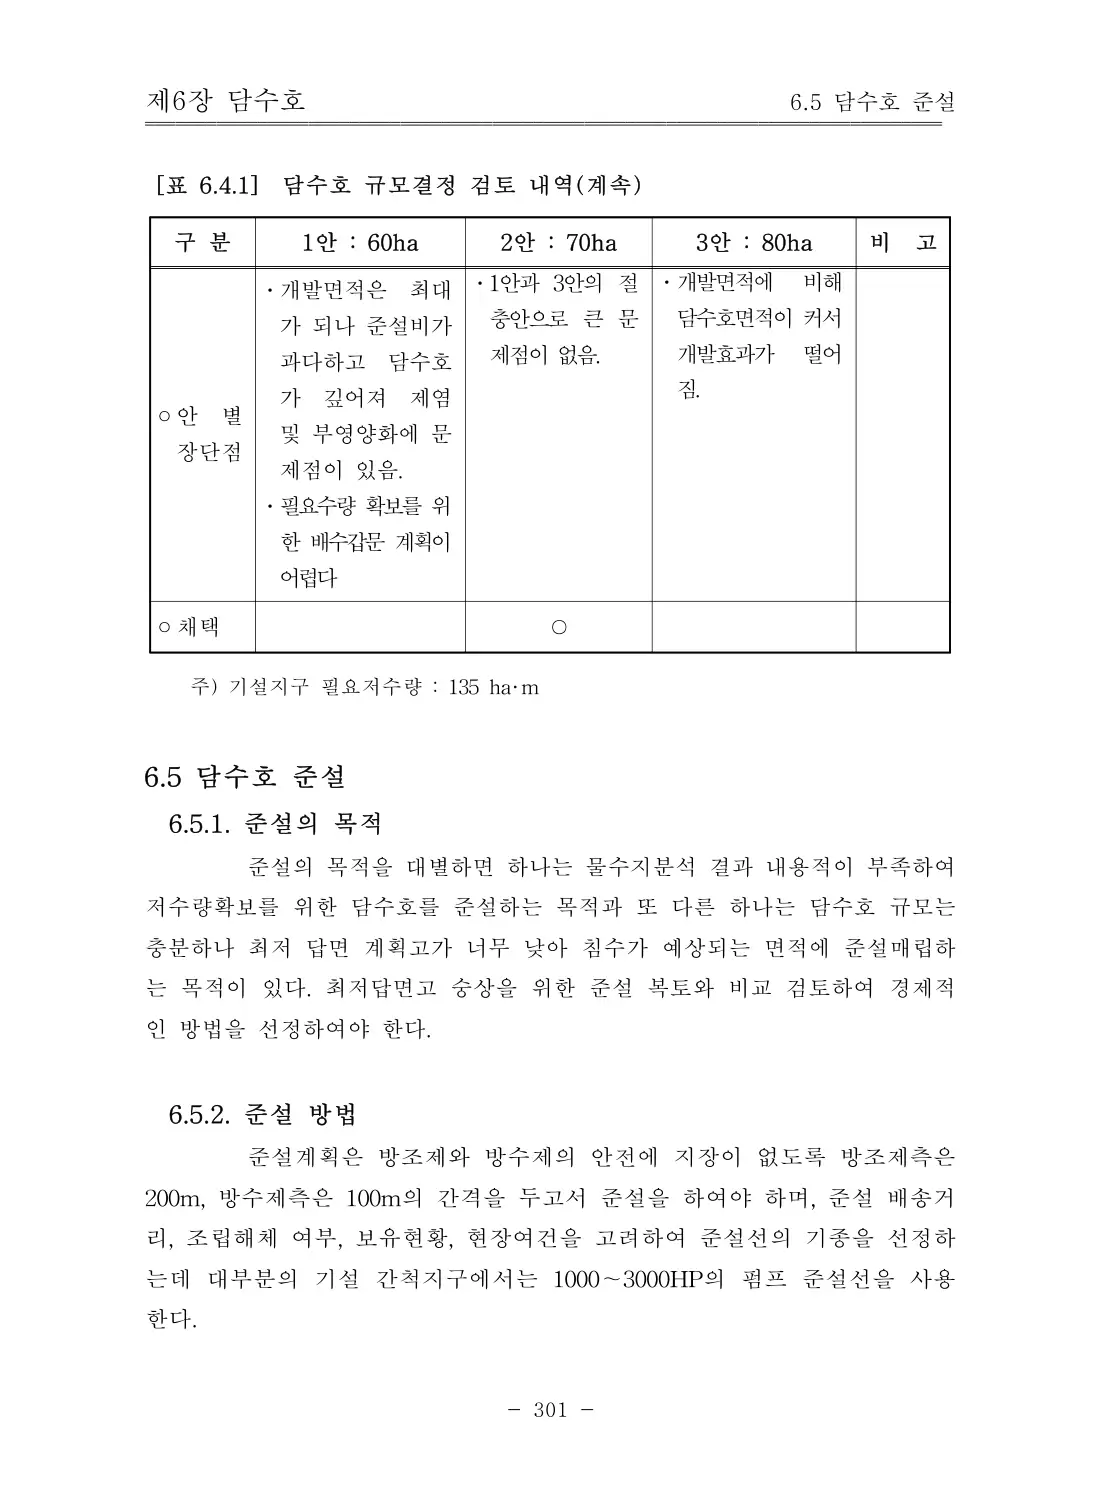 제6장 담수호 6.5 담수호 준설
[표 6.4.1] 담수호 규모결정 검토 내역(계속)
구 분 1안 : 60ha 2안 : 70ha 3안 : 80ha 비 고
○ 안 별
장단점
· 개발면적은 최대
가 되나 준설비가
과다하고 담수호
가 깊어져 제염
및 부영양화에 문
제점이 있음.
· 필요수량 확보를 위
한 배수갑문 계획이
어렵다
· 1안과 3안의 절
충안으로 큰 문
제점이 없음.
· 개발면적에 비해
담수호면적이 커서
개발효과가 떨어
짐.
○ 채택 ○
주) 기설지구 필요저수량 : 135 ha·m
6.5 담수호 준설
6.5.1. 준설의 목적
준설의 목적을 대별하면 하나는 물수지분석 결과 내용적이 부족하여
저수량확보를 위한 담수호를 준설하는 목적과 또 다른 하나는 담수호 규모는
충분하나 최저 답면 계획고가 너무 낮아 침수가 예상되는 면적에 준설매립하
는 목적이 있다. 최저답면고 숭상을 위한 준설 복토와 비교 검토하여 경제적
인 방법을 선정하여야 한다.
6.5.2. 준설 방법
준설계획은 방조제와 방수제의 안전에 지장이 없도록 방조제측은
200m, 방수제측은 100m의 간격을 두고서 준설을 하여야 하며, 준설 배송거
리, 조립해체 여부, 보유현황, 현장여건을 고려하여 준설선의 기종을 선정하
는데 대부분의 기설 간척지구에서는 1000∼3000HP의 펌프 준설선을 사용
한다.
- 301 -